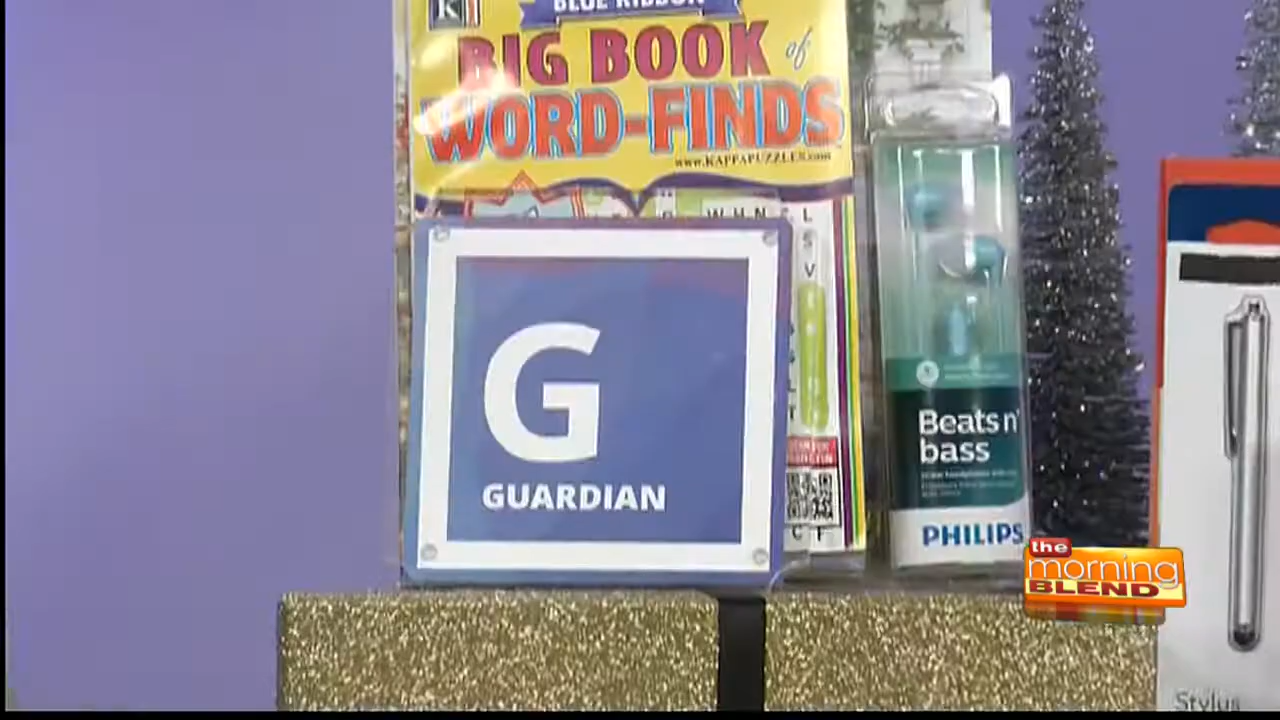 K
BLUE RIBBON
BIG BOOK of
WORD-FINDS
www.KAPPAPUZZLES.com
W H N L
S
V
G
GUARDIAN
L
T
C F
Beats n'
bass
PHILIPS
the
morning
BLEND
Stylus